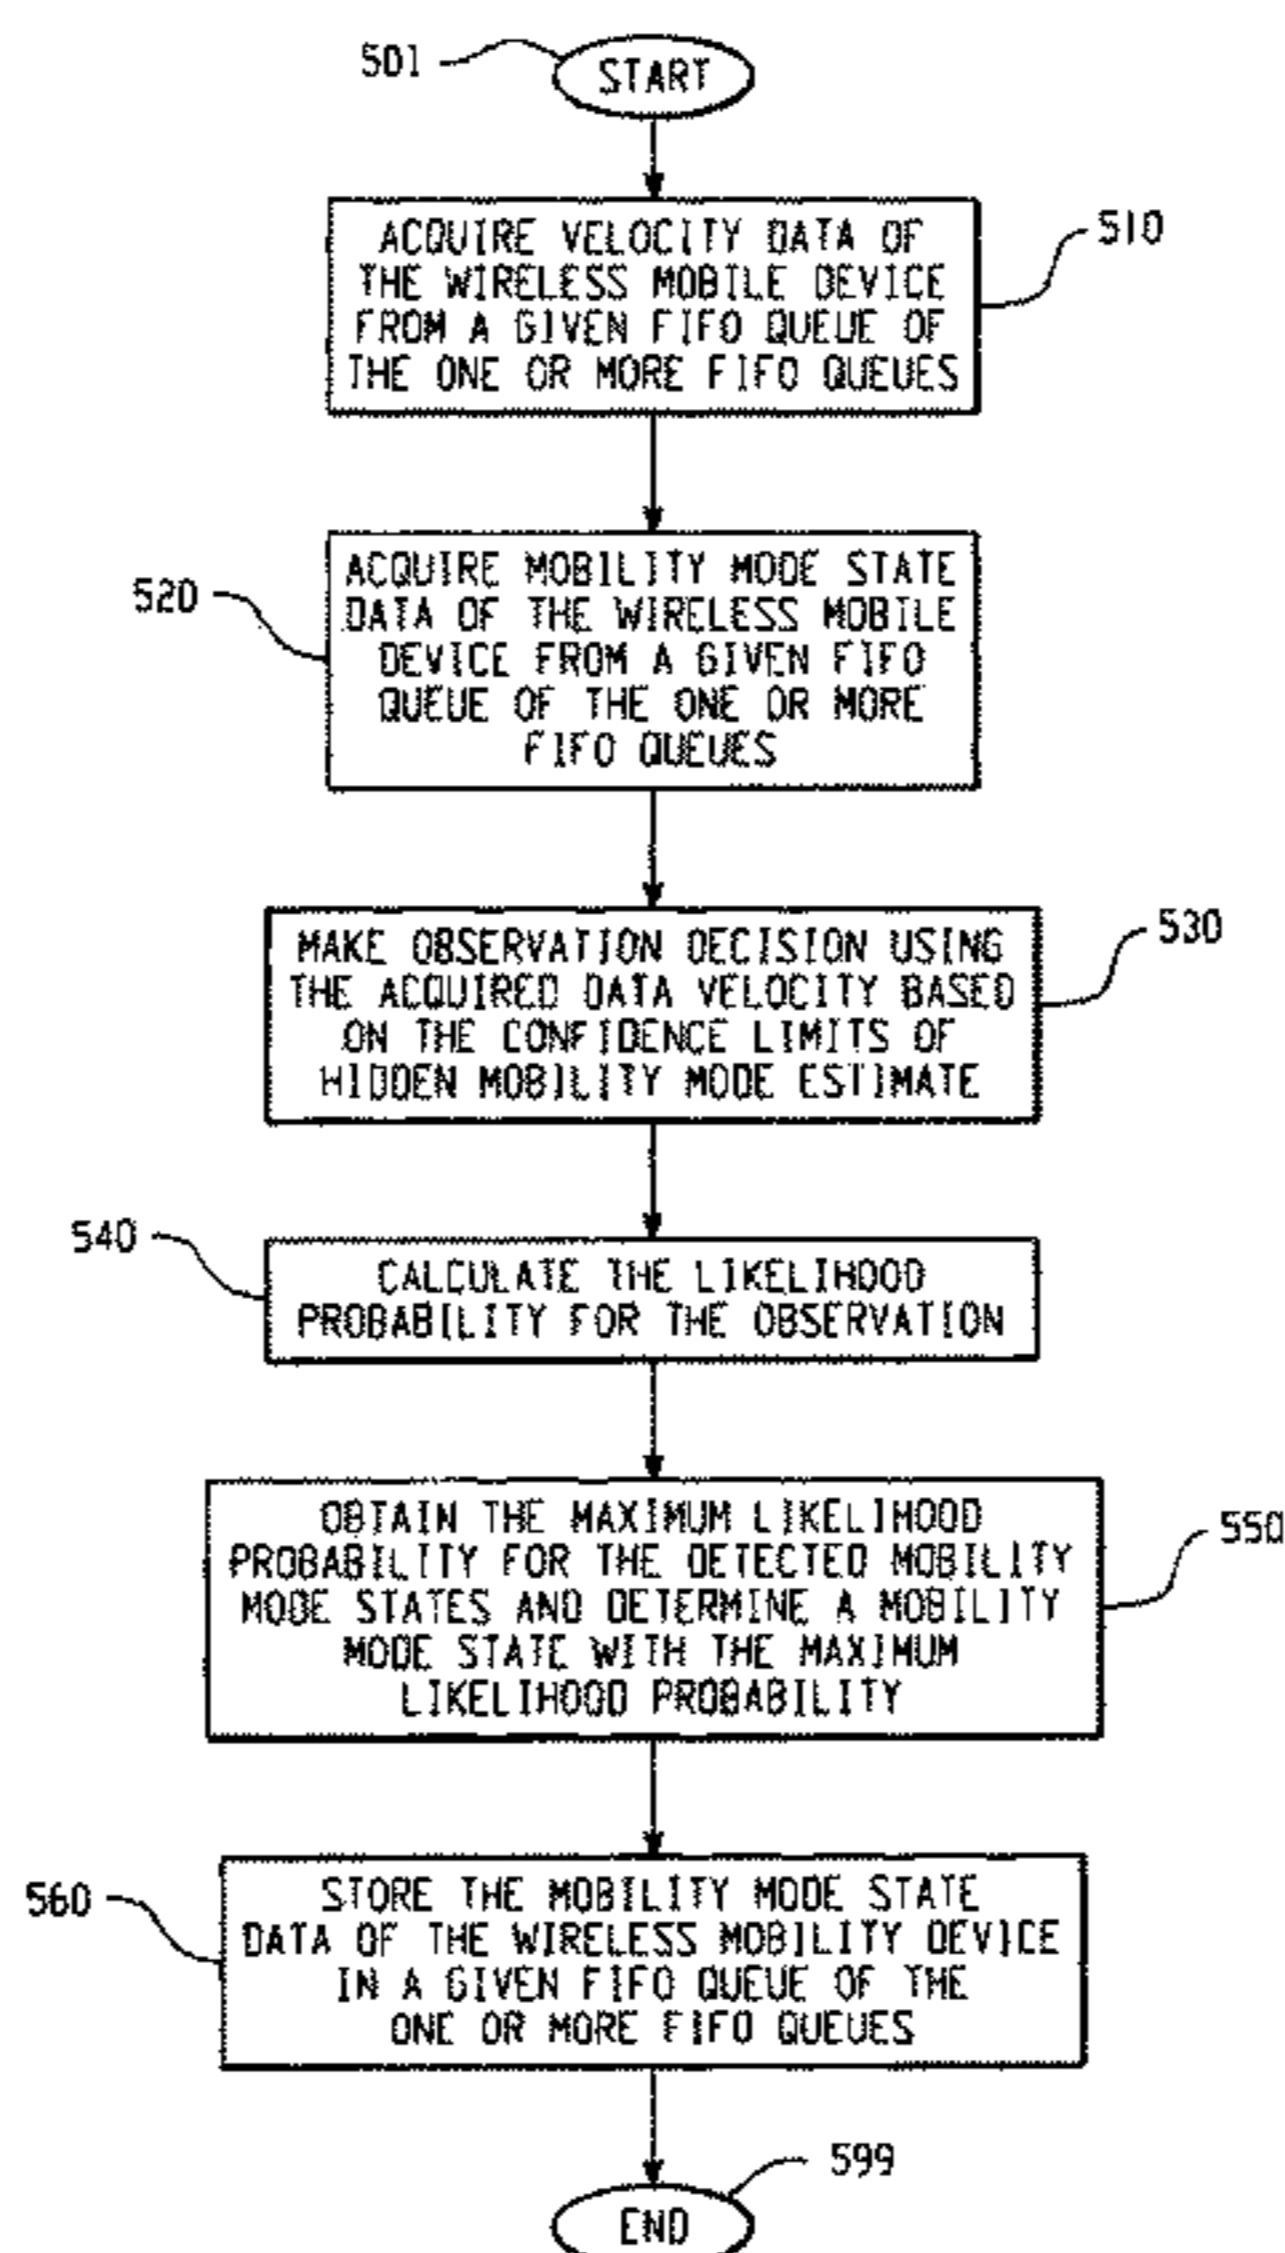 501
START
510
ACQUIRE VELOCITY DATA OF
THE WIRELESS MOBILE DEVICE
FROM A GIVEN FIFO QUEUE OF
THE ONE OR MORE FIFO QUEUES
520
ACQUIRE MOBILITY MODE STATE
DATA OF THE WIRELESS MOBILE
DEVICE FROM A GIVEN FIFO
QUEUE OF THE ONE OR MORE
FIFO QUEUES
530
MAKE OBSERVATION DECISION USING
THE ACQUIRED DATA VELOCITY BASED
ON THE CONFIDENCE LIMITS OF
HIDDEN MOBILITY MODE ESTIMATE
540
CALCULATE THE LIKELIHOOD
PROBABILITY FOR THE OBSERVATION
550
OBTAIN THE MAXIMUM LIKELIHOOD
PROBABILITY FOR THE DETECTED MOBILITY
MODE STATES AND DETERMINE A MOBILITY
MODE STATE WITH THE MAXIMUM
LIKELIHOOD PROBABILITY
560
STORE THE MOBILITY MODE STATE
DATA OF THE WIRELESS MOBILITY DEVICE
IN A GIVEN FIFO QUEUE OF THE
ONE OR MORE FIFO QUEUES
599
END